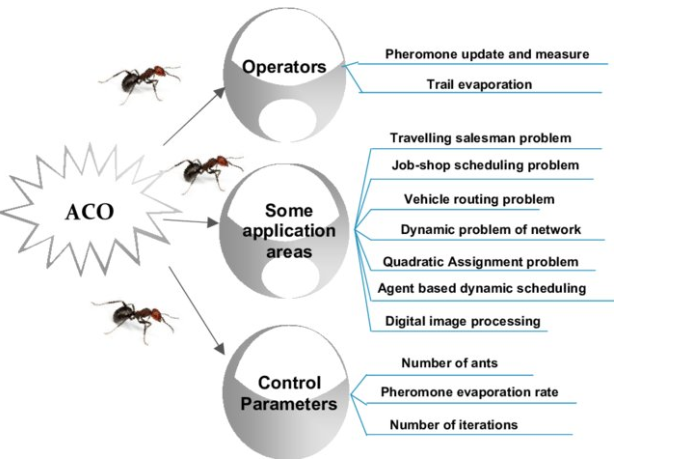 ACO
Operators
Pheromone update and measure
Trail evaporation
Some
application
areas
Travelling salesman problem
Job-shop scheduling problem
Vehicle routing problem
Dynamic problem of network
Quadratic Assignment problem
Agent based dynamic scheduling
Digital image processing
Control
Parameters
Number of ants
Pheromone evaporation rate
Number of iterations